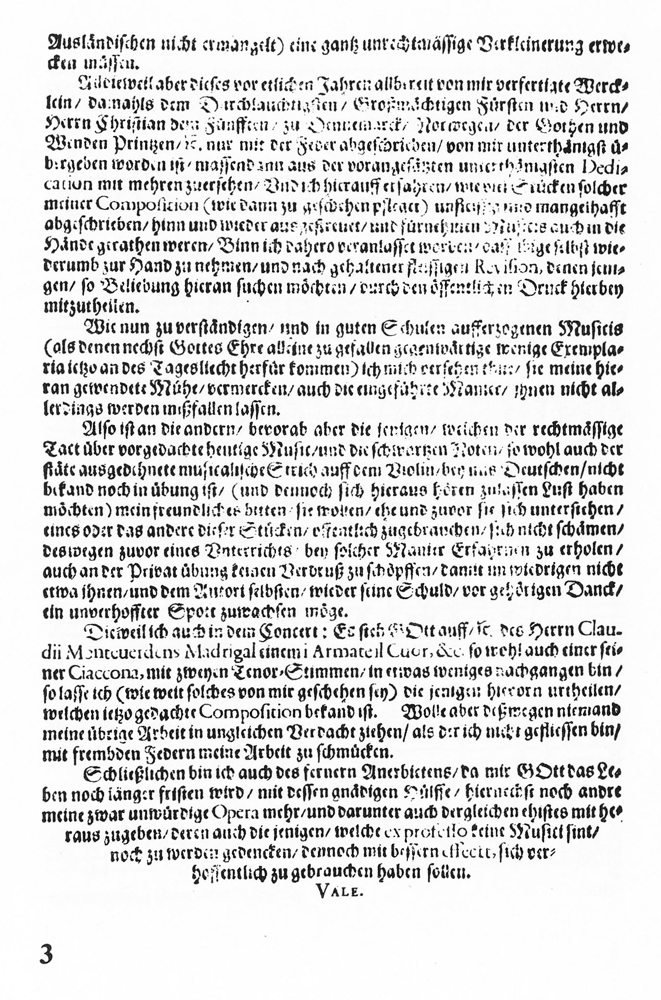 Ausländischen nicht ermangelt) eine gantz unrechtmässige Verkleinerung erwe-
cken müssen.
Alldieweil aber dieses vor etlichen Jahren allbereit von mir verfertigte Werck-
lein/ damahls dem Durchlauchtigsten/ Großmächtigen Fürsten und Herrn/
Herrn Christian dem Fünfften/ zu Dennemarck/ Norwegen/ der Gothen und
Wenden Printzen/ ꝛc. nur mit der Feder abgeschrieben/ von mir unterthänigst ü-
bergeben worden ist/ massen dann aus der vorangesätzten unterthänigsten Dedi-
cation mit mehren zuersehen/ Vnd ich hierauff erfahren/ wie viel Stücken solcher
meiner Composition (wie dann zu geschehen pfleget) unfleissig und mangelhafft
abgeschrieben/ hinn und wieder ausgestreuet/ und fürnehmen Musicis auch in die
Hände gerathen weren/ Binn ich dahero veranlasset worden/ dasselbige selbst wie-
derumb zur Hand zu nehmen/ und nach gehaltener fleissigen Revision, denen jeni-
gen/ so Beliebung hieran suchen möchten/ durch den öffentlichen Druck hierbey
mitzutheilen.
Wie nun zu verständigen/ und in guten Schulen aufferzogenen Musicis
(als denen nechst Gottes Ehre alleine zu gefallen gegenwärtige wenige Exempla-
ria ietzo an des Tages Liecht herfür kommen) ich mich versehen thue/ sie meine hie-
ran gewendete Mühe/ vermercken/ auch die eingeführte Manier/ ihnen nicht al-
lerdings werden mißfallen lassen.
Also ist an die andern/ bevorab aber die jenigen/ welchen der rechtmässige
Tact über vorgedachte heutige Music/ und die schwartzen Noten/ so wohl auch der
stäte ausgedehnete musicalische Strich auff dem Violin/ bey uns Deutschen/ nicht
bekand noch in übung ist/ (und dennoch sich hieraus hören zulassen Lust haben
möchten) mein freundliches bitten/ sie wollen/ ehe und zuvor sie sich unterstehen/
eines oder das andere dieser Stücken/ offentlich zugebrauchen/ sich nicht schämen/
deswegen zuvor eines Vnterrichts/ bey solcher Manier Erfahrnen zu erholen/
auch an der Privat übung keinen Verdruß zu schöpffen/ damit im wiedrigen nicht
etwa ihnen/ und dem Autori selbsten/ wieder seine Schuld/ vor gehörigen Danck/
ein unverhoffter Spott zuwachsen möge.
Dieweil ich auch in dem Concert: Es steh GOtt auff/ ꝛc. des Herrn Clau-
dii Monteverdens Madrigal einem i Armato il Cuor, &c. so wohl auch einer sei-
ner Ciaccona, mit zweyen Tenor-Stimmen/ in etwas weniges nachgangen bin/
so lasse ich (wie weit solches von mir geschehen sey) die jenigen hievorn urtheilen/
welchen ietzo gedachte Composition bekand ist. Wolle aber deßwegen niemand
meine übrige Arbeit in ungleichen Verdacht ziehen/ als der ich nicht gefliessen bin/
mit frembden Federn meine Arbeit zu schmücken.
Schließlichen bin ich auch des fernern Anerbietens/ da mir GOtt das Le-
ben noch länger fristen wird/ mit dessen gnädigen Hülffe/ hiernechst noch andre
meine zwar unwürdige Opera mehr/ und darunter auch dergleichen ehistes mit he-
raus zugeben/ deren auch die jenigen/ welche ex professo keine Musici sint/
noch zu werden gedencken/ dennoch mit bessern effectt, sich ver-
hoffentlich zu gebrauchen haben sollen.
VALE.
3